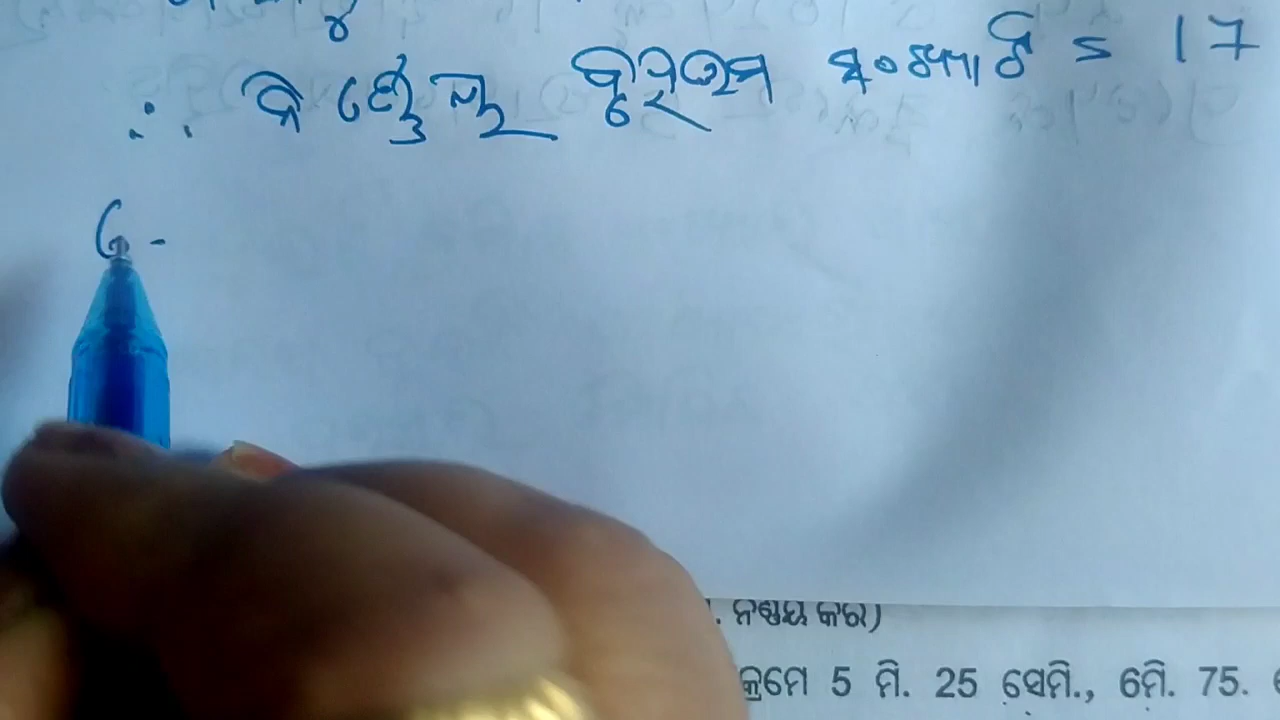 ∴ ନିର୍ଣ୍ଣେୟ ବୃହତ୍ତମ ସଂଖ୍ୟାଟି = 17
6 -
. ନିର୍ଣ୍ଣୟ କର)
କ୍ରମେ 5 ମି. 25 ସେମି., 6ମି. 75.